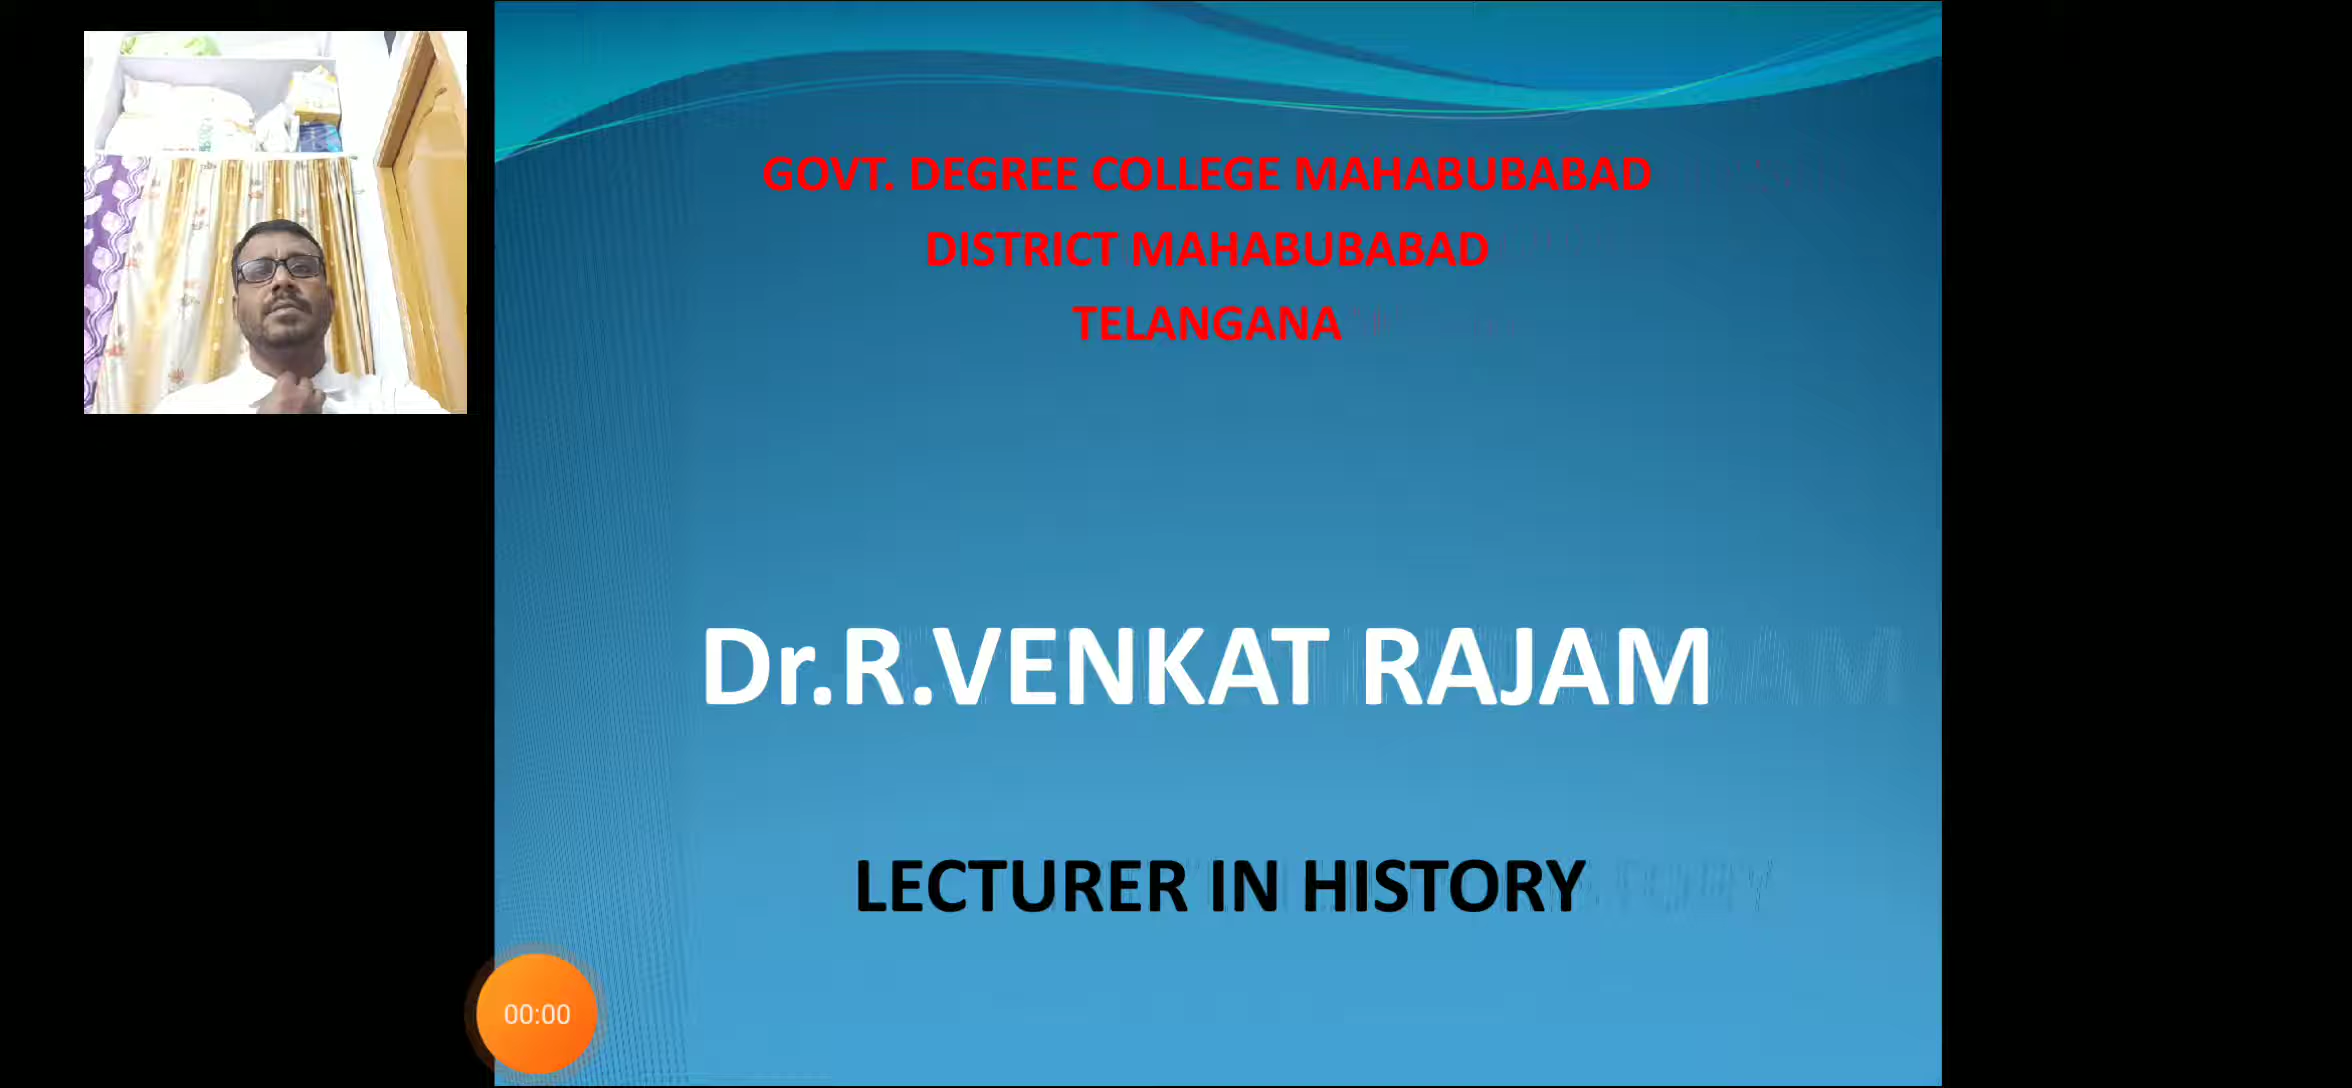 GOVT. DEGREE COLLEGE MAHABUBABAD
DISTRICT MAHABUBABAD
TELANGANA
Dr.R.VENKAT RAJAM
LECTURER IN HISTORY
00:00